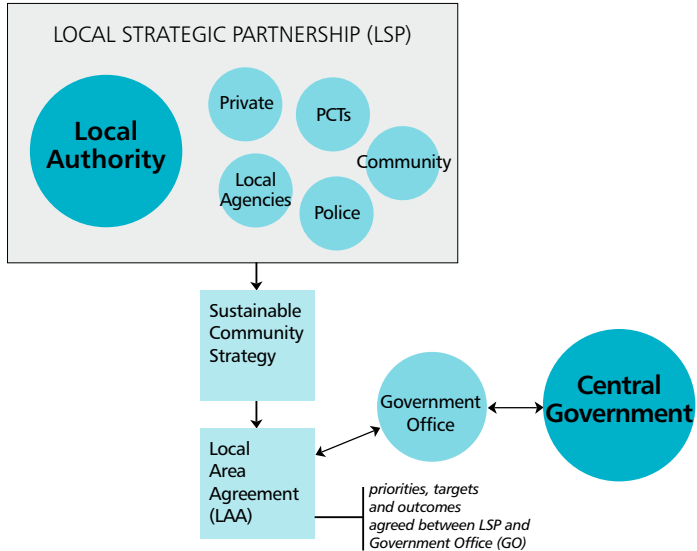 LOCAL STRATEGIC PARTNERSHIP (LSP)
Local
Authority
Private
PCTs
Community
Local
Agencies
Police
Sustainable
Community
Strategy
Government
Office
Central
Government
Local
Area
Agreement
(LAA)
priorities, targets
and outcomes
agreed between LSP and
Government Office (GO)